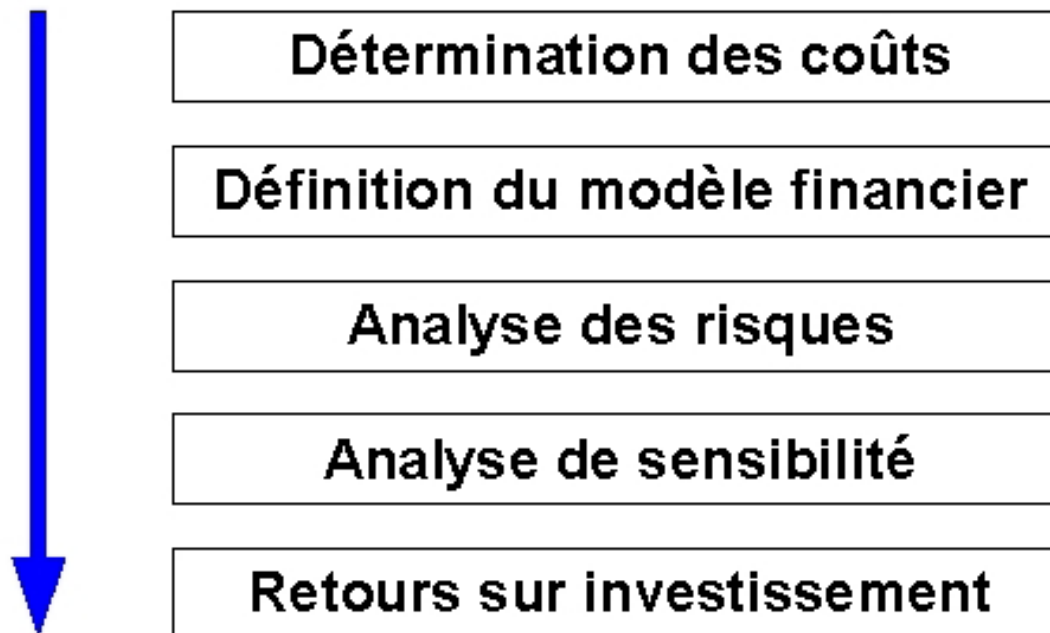 Détermination des coûts
Définition du modèle financier
Analyse des risques
Analyse de sensibilité
Retours sur investissement